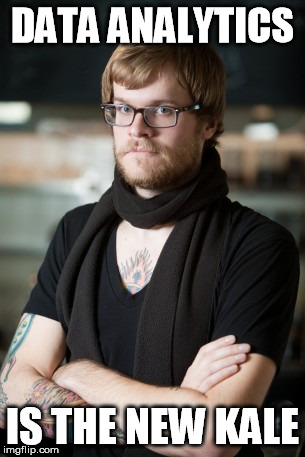 DATA ANALYTICS
IS THE NEW KALE
imgflip.com